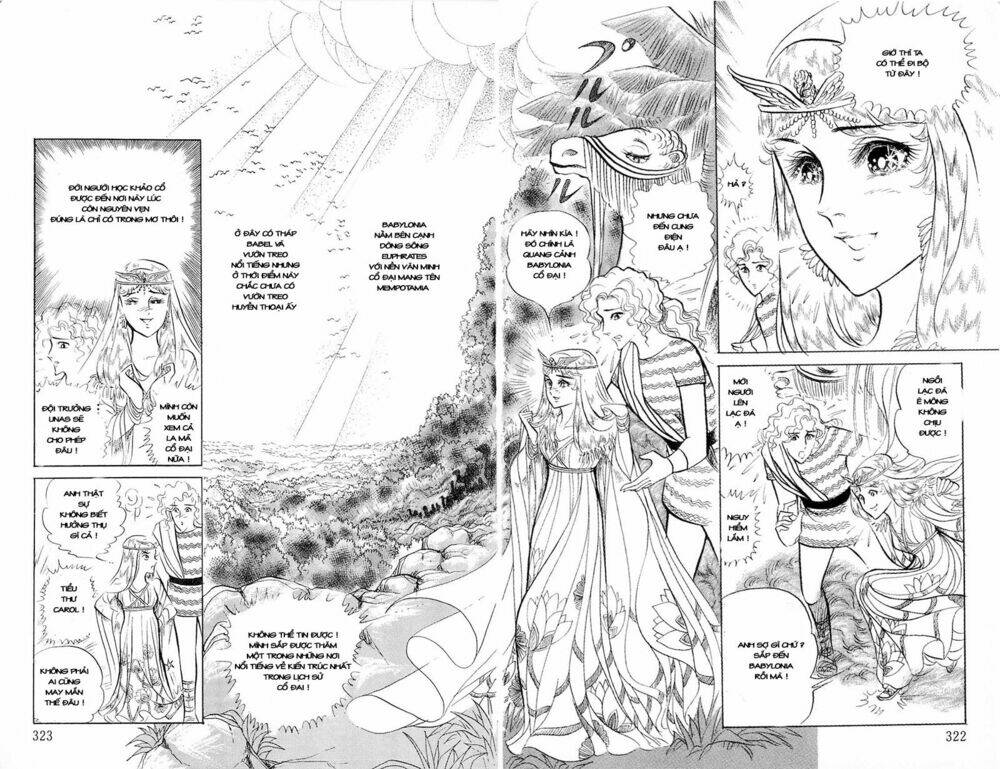 GIỜ THÌ TA
CÓ THỂ ĐI BỘ
TỪ ĐÂY !
HẢ ?
NGỒI
LẠC ĐÀ
Ê MÔNG
KHÔNG
CHỊU
ĐƯỢC !
MỜI
NGƯỜI
LÊN
LẠC ĐÀ
Ạ !
NGUY
HIỂM
LẮM !
ANH SỢ GÌ CHỨ ?
SẮP ĐẾN
BABYLONIA
RỒI MÀ !
322
プルルルル
NHƯNG CHƯA
ĐẾN CUNG
ĐIỆN
ĐÂU Ạ !
HÃY NHÌN KÌA !
ĐÓ CHÍNH LÀ
QUANG CẢNH
BABYLONIA
CỔ ĐẠI !
BABYLONIA
NẰM BÊN CẠNH
DÒNG SÔNG
EUPHRATES
VỚI NỀN VĂN MINH
CỔ ĐẠI MANG TÊN
MEMPOTAMIA
Ở ĐÂY CÓ THÁP
BABEL VÀ
VƯỜN TREO
NỔI TIẾNG NHƯNG
Ở THỜI ĐIỂM NÀY
CHẮC CHƯA CÓ
VƯỜN TREO
HUYỀN THOẠI ẤY
KHÔNG THỂ TIN ĐƯỢC !
MÌNH SẮP ĐƯỢC THĂM
MỘT TRONG NHỮNG NƠI
NỔI TIẾNG VỀ KIẾN TRÚC NHẤT
TRONG LỊCH SỬ
CỔ ĐẠI !
ĐỜI NGƯỜI HỌC KHẢO CỔ
ĐƯỢC ĐẾN NƠI NÀY LÚC
CÒN NGUYÊN VẸN
ĐÚNG LÀ CHỈ CÓ TRONG MƠ THÔI !
MÌNH CÒN
MUỐN
XEM CẢ
LA MÃ
CỔ ĐẠI
NỮA !
ĐỘI TRƯỞNG
UNAS SẼ
KHÔNG
CHO PHÉP
ĐÂU !
ANH THẬT
SỰ
KHÔNG BIẾT
HƯỞNG THỤ
GÌ CẢ !
TIỂU
THƯ
CAROL !
KHÔNG PHẢI
AI CŨNG
MAY MẮN
THẾ ĐÂU !
323